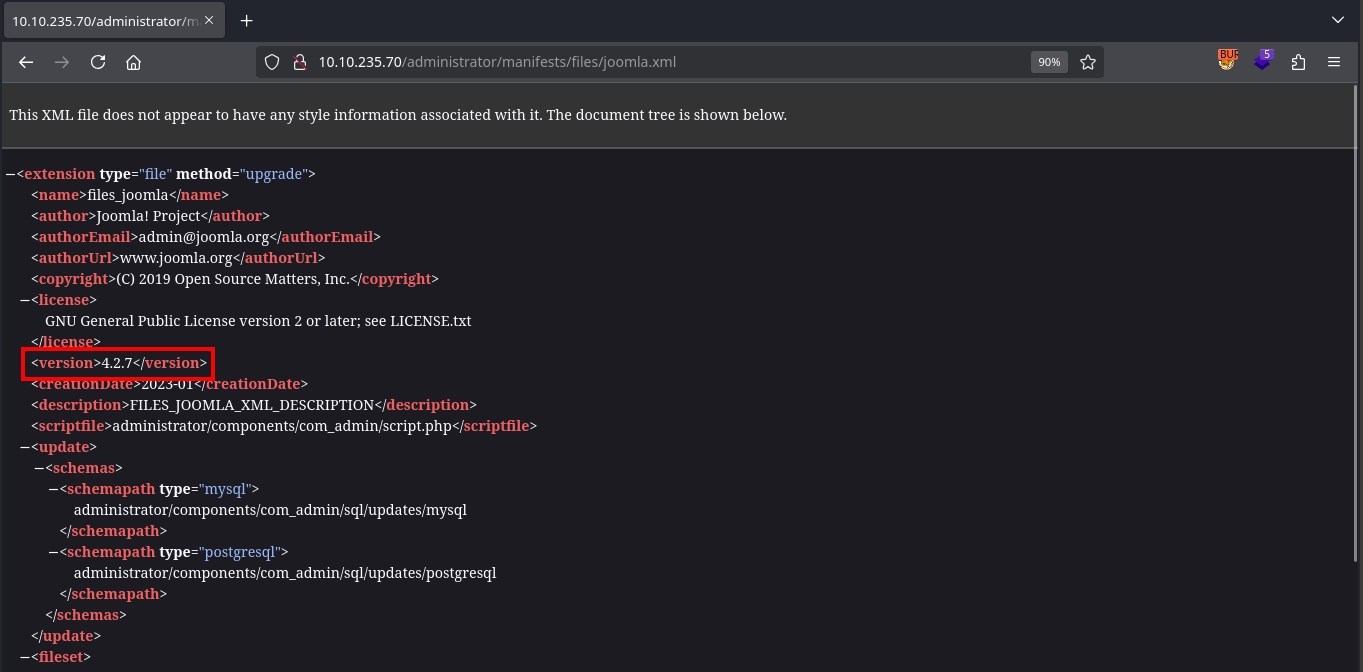 10.10.235.70/administrator/m
10.10.235.70/administrator/manifests/files/joomla.xml
90%
BUR
5
This XML file does not appear to have any style information associated with it. The document tree is shown below.
—<extension type="file" method="upgrade">
<name>files_joomla</name>
<author>Joomla! Project</author>
<authorEmail>admin@joomla.org</authorEmail>
<authorUrl>www.joomla.org</authorUrl>
<copyright>(C) 2019 Open Source Matters, Inc.</copyright>
—<license>
GNU General Public License version 2 or later; see LICENSE.txt
</license>
<version>4.2.7</version>
<creationDate>2023-01</creationDate>
<description>FILES_JOOMLA_XML_DESCRIPTION</description>
<scriptfile>administrator/components/com_admin/script.php</scriptfile>
—<update>
—<schemas>
—<schemapath type="mysql">
administrator/components/com_admin/sql/updates/mysql
</schemapath>
—<schemapath type="postgresql">
administrator/components/com_admin/sql/updates/postgresql
</schemapath>
</schemas>
</update>
—<fileset>